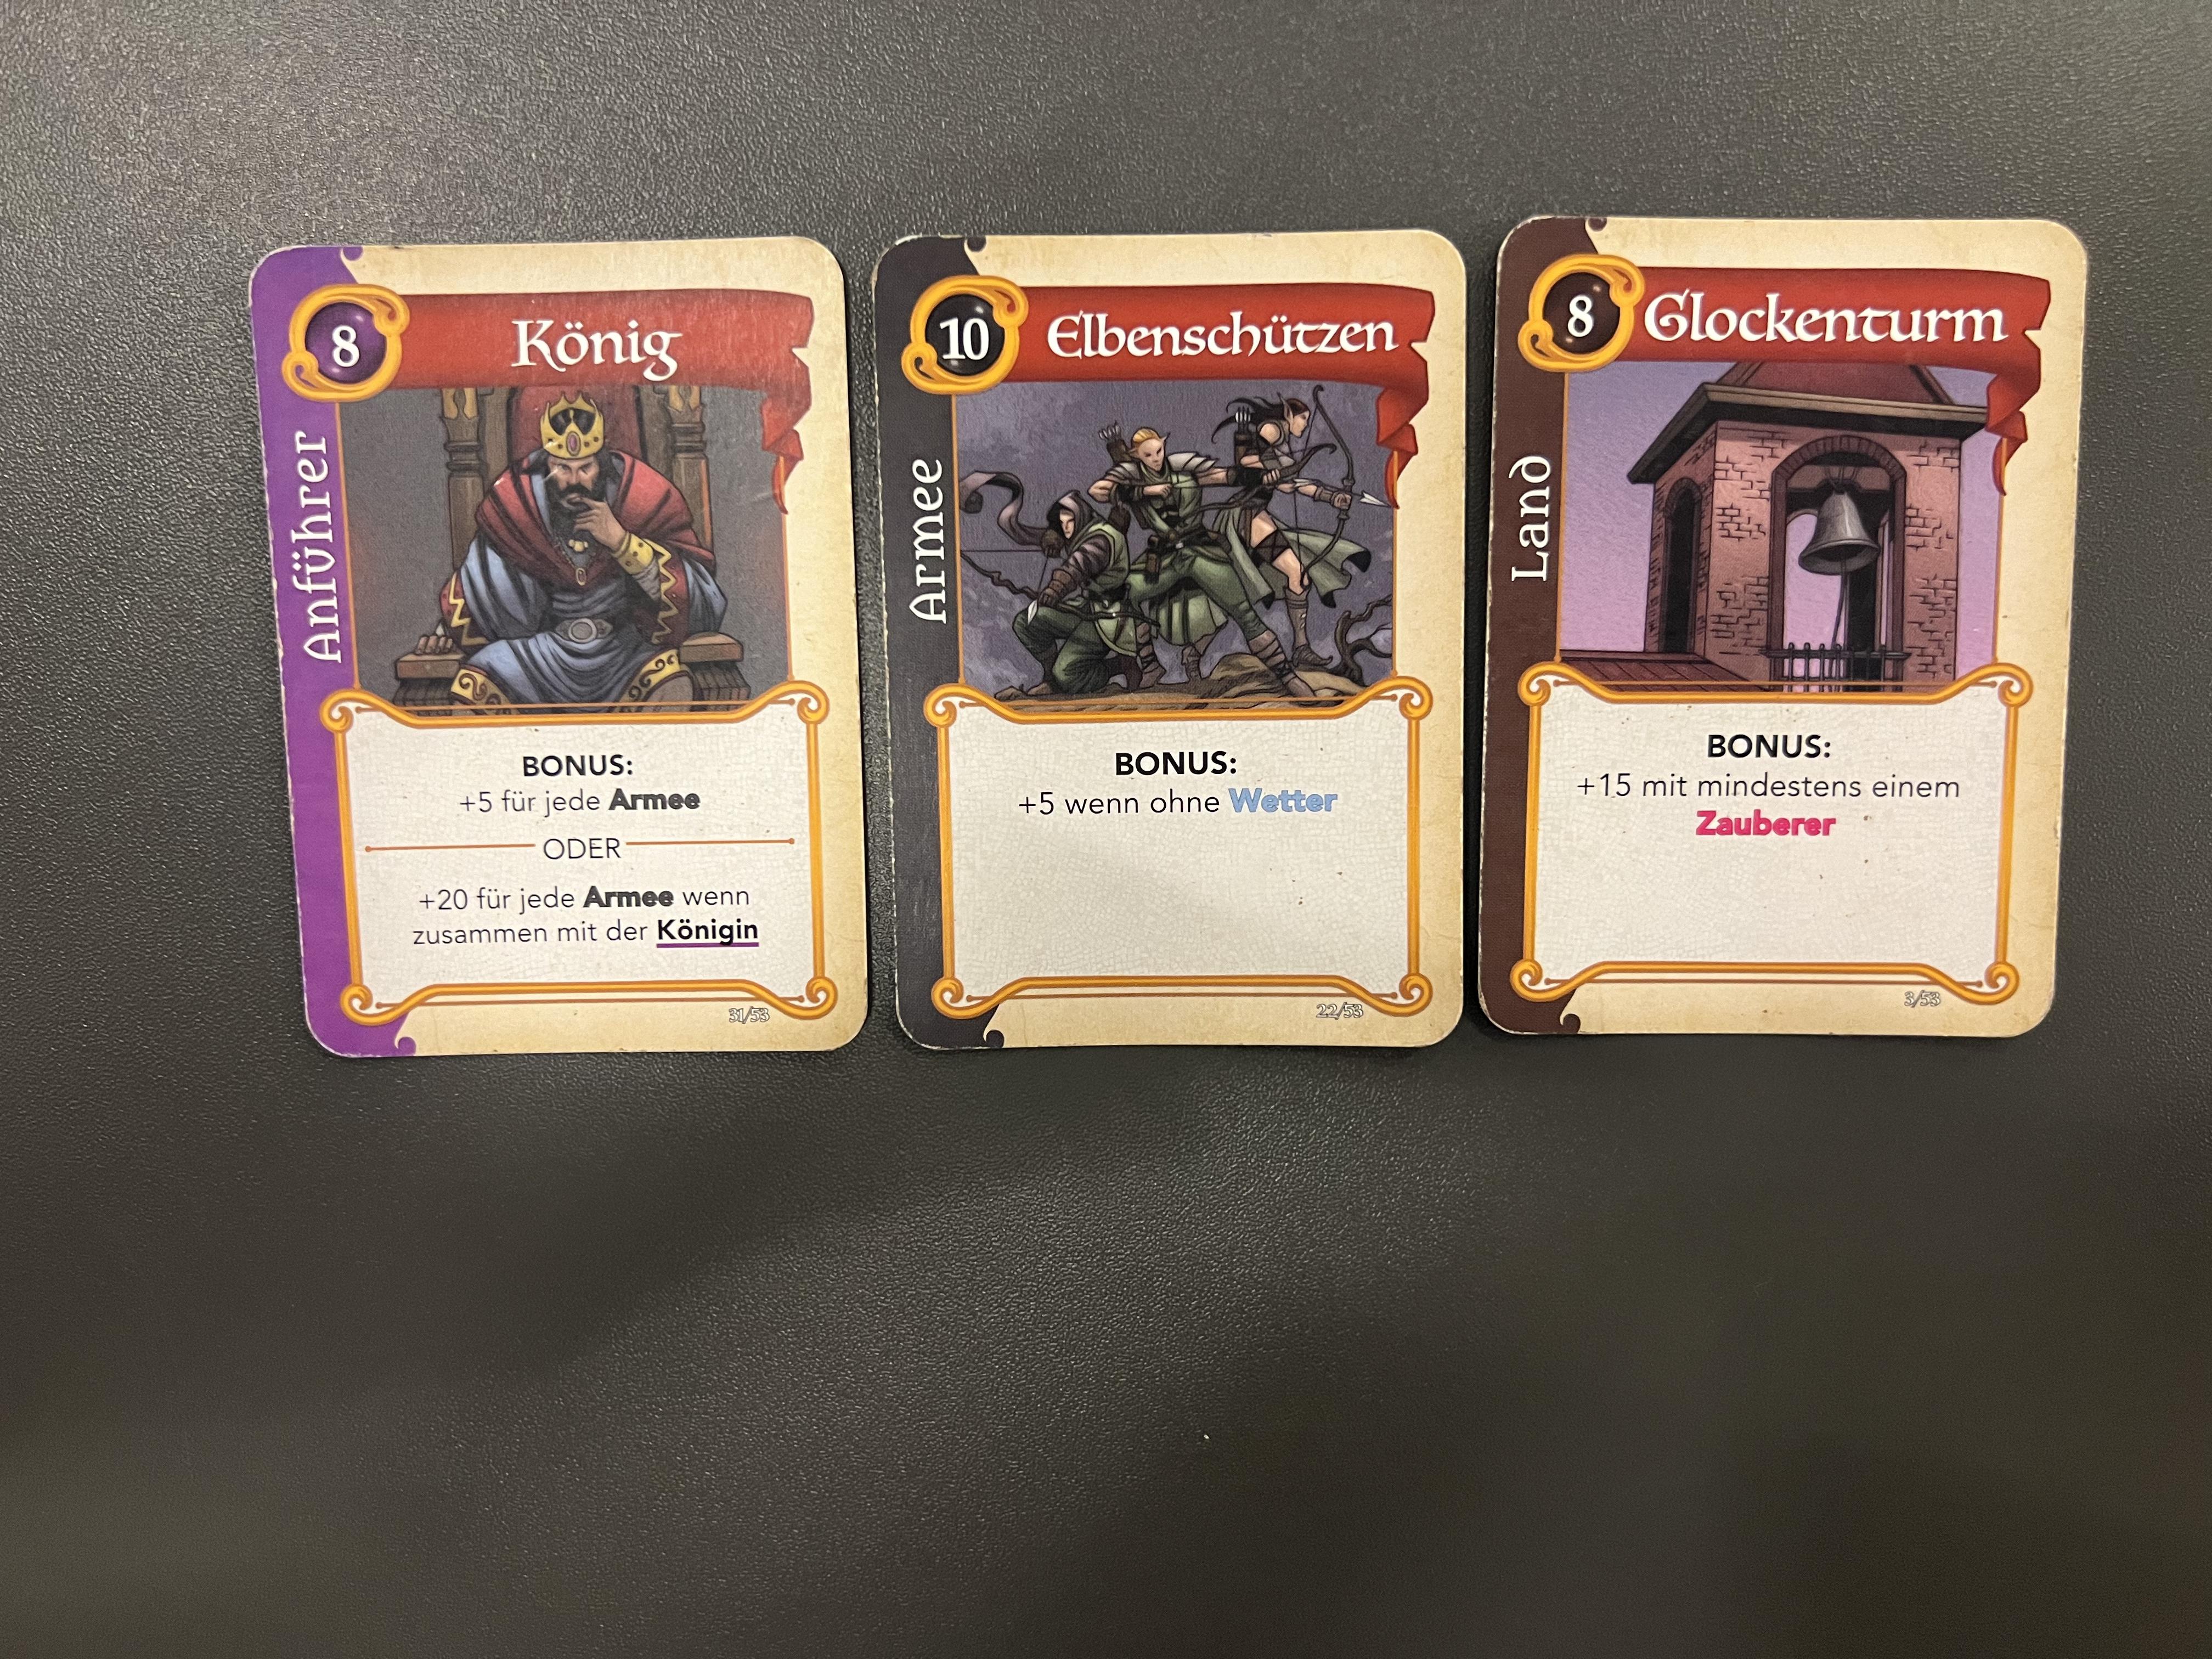 8
König
Anführer
BONUS:
+5 für jede Armee
ODER
+20 für jede Armee wenn
zusammen mit der Königin
31/53
10
Elbenschützen
Armee
BONUS:
+5 wenn ohne Wetter
22/53
8
Glockenturm
Land
BONUS:
+15 mit mindestens einem
Zauberer
3/53